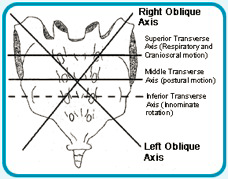 Right Oblique
Axis
Superior Transverse
Axis (Respiratory and
Craniosoral motion)
Middle Transverse
Axis (postural motion)
Inferior Transverse
Axis (Innominate
rotation)
Left Oblique
Axis